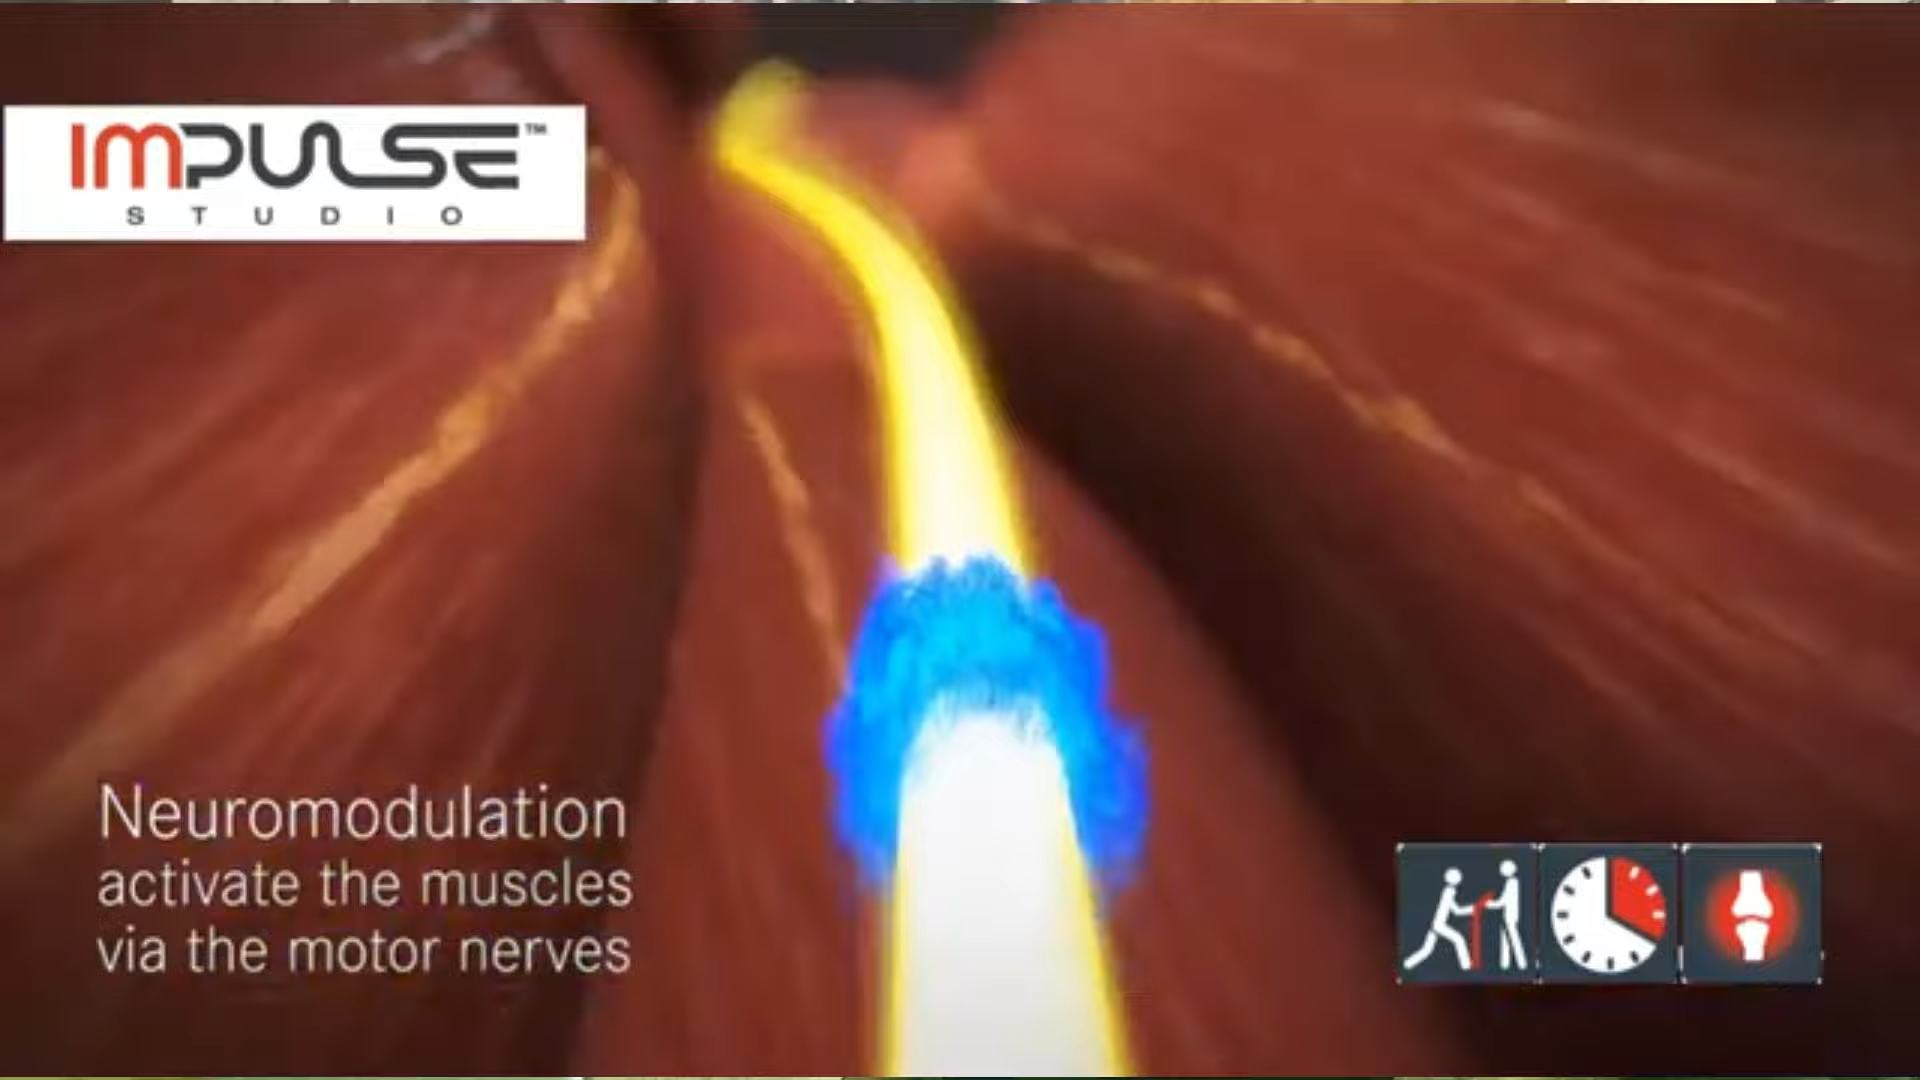 IMPULSE™
STUDIO
Neuromodulation
activate the muscles
via the motor nerves